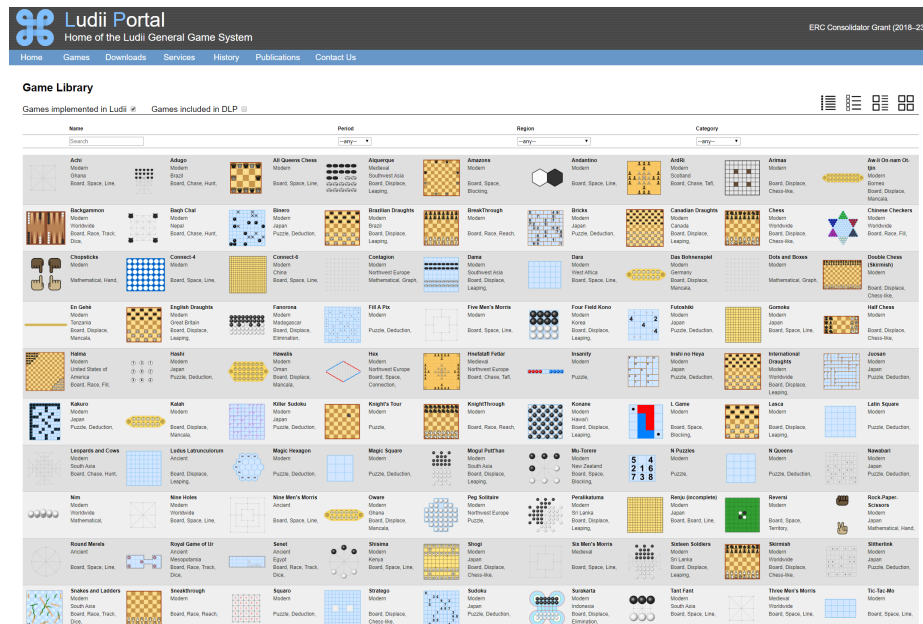 Ludii Portal
Home of the Ludii General Game System
ERC Consolidator Grant (2018–23
Home Games Downloads Services History Publications Contact Us
Game Library
Games implemented in Ludii Games included in DLP
Name Period Region Category
Search --any-- --any-- --any--
Achi
Modern
Ghana
Board, Space, Line,
Adugo
Modern
Brazil
Board, Chase, Hunt,
All Queens Chess
Modern
Board, Space, Line,
Alquerque
Medieval
Southwest Asia
Board, Displace,
Leaping,
Amazons
Modern
Board, Space,
Blocking,
Andantino
Modern
Board, Space, Line,
ArdRi
Modern
Scotland
Board, Chase, Tafl,
Arimaa
Modern
Board, Displace,
Chess-like,
Aw-li On-nam Ot-
tjin
Modern
Borneo
Board, Displace,
Mancala,
Backgammon
Modern
Worldwide
Board, Race, Track,
Dice,
Bagh Chal
Modern
Nepal
Board, Chase, Hunt,
Binero
Modern
Japan
Puzzle, Deduction,
Brazilian Draughts
Modern
Brazil
Board, Displace,
Leaping,
BreakThrough
Modern
Board, Race, Reach,
Bricks
Modern
Japan
Puzzle, Deduction,
Canadian Draughts
Modern
Canada
Board, Displace,
Leaping,
Chess
Modern
Worldwide
Board, Displace,
Chess-like,
Chinese Checkers
Modern
Worldwide
Board, Race, Fill,
Chopsticks
Modern
Mathematical, Hand,
Connect-4
Modern
Board, Space, Line,
Connect-6
Modern
China
Board, Space, Line,
Contagion
Modern
Northwest Europe
Mathematical, Graph,
Dama
Modern
Southwest Asia
Board, Displace,
Leaping,
Dara
Modern
West Africa
Board, Space, Line,
Das Bohnenspiel
Modern
Germany
Board, Displace,
Mancala,
Dots and Boxes
Modern
Mathematical, Graph,
Double Chess
(Skirmish)
Modern
Board, Displace,
Chess-like,
En Gehé
Modern
Tanzania
Board, Displace,
Mancala,
English Draughts
Modern
Great Britain
Board, Displace,
Leaping,
Fanorona
Modern
Madagascar
Board, Displace,
Elimination,
Fill A Pix
Modern
Puzzle, Deduction,
Five Men's Morris
Modern
Board, Space, Line,
Four Field Kono
Modern
Korea
Board, Displace,
Leaping,
Futoshiki
Modern
Japan
Puzzle, Deduction,
Gomoku
Modern
Japan
Board, Space, Line,
Half Chess
Modern
Board, Displace,
Chess-like,
Halma
Modern
United States of
America
Board, Race, Fill,
Hashi
Modern
Japan
Puzzle, Deduction,
Hawalis
Modern
Oman
Board, Displace,
Mancala,
Hex
Modern
Northwest Europe
Board, Space,
Connection,
Hnefatafl Fetlar
Medieval
Northwest Europe
Board, Chase, Tafl,
Insanity
Modern
Puzzle,
Inshi no Heya
Modern
Japan
Puzzle, Deduction,
International
Draughts
Modern
Worldwide
Board, Displace,
Leaping,
Juosan
Modern
Japan
Puzzle, Deduction,
Kakuro
Modern
Japan
Puzzle, Deduction,
Kalah
Modern
Board, Displace,
Mancala,
Killer Sudoku
Modern
Japan
Puzzle, Deduction,
Knight's Tour
Modern
Puzzle,
KnightThrough
Modern
Board, Race, Reach,
Konane
Modern
Hawai'i
Board, Displace,
Leaping,
L Game
Modern
Board, Space,
Blocking,
Lasca
Modern
Board, Displace,
Leaping,
Latin Square
Modern
Puzzle, Deduction,
Leopards and Cows
Modern
South Asia
Board, Chase, Hunt,
Ludus Latrunculorum
Ancient
Board, Displace,
Leaping,
Magic Hexagon
Modern
Puzzle, Deduction,
Magic Square
Modern
Puzzle, Deduction,
Mogul Putt'han
Modern
South Asia
Board, Displace,
Leaping,
Mu-Torere
Modern
New Zealand
Board, Space,
Blocking,
5 4
2 1 6
7 3 8
N Puzzles
Modern
Puzzle,
N Queens
Modern
Puzzle, Deduction,
Nawabari
Modern
Japan
Puzzle, Deduction,
Nim
Modern
Worldwide
Mathematical,
Nine Holes
Modern
Board, Space, Line,
Nine Men's Morris
Ancient
Board, Space, Line,
Oware
Modern
Ghana
Board, Displace,
Mancala,
Peg Solitaire
Modern
Northwest Europe
Puzzle,
Peralikatuma
Modern
Sri Lanka
Board, Displace,
Leaping,
Renju (incomplete)
Modern
Japan
Board, Board, Line,
Reversi
Modern
Board, Space,
Territory,
Rock-Paper-
Scissors
Modern
Japan
Mathematical, Hand,
Round Merels
Ancient
Board, Space, Line,
Royal Game of Ur
Ancient
Mesopotamia
Board, Race, Track,
Dice,
Senet
Ancient
Egypt
Board, Race, Track,
Dice,
Shisima
Modern
Kenya
Board, Space, Line,
Shogi
Modern
Japan
Board, Displace,
Chess-like,
Six Men's Morris
Medieval
Board, Space, Line,
Sixteen Soldiers
Modern
Sri Lanka
Board, Displace,
Leaping,
Skirmish
Modern
Board, Displace,
Chess-like,
Slitherlink
Modern
Japan
Puzzle, Deduction,
Snakes and Ladders
Modern
South Asia
Board, Race, Track,
Dice,
Sneakthrough
Modern
Board, Race, Reach,
Squaro
Modern
Puzzle, Deduction,
Stratego
Modern
Board, Displace,
Chess-like,
Sudoku
Modern
Japan
Puzzle, Deduction,
Surakarta
Modern
Indonesia
Board, Displace,
Elimination,
Tant Fant
Modern
South Asia
Board, Space, Line,
Three Men's Morris
Medieval
Worldwide
Board, Space, Line,
Tic-Tac-Mo
Modern
Board, Space, Line,